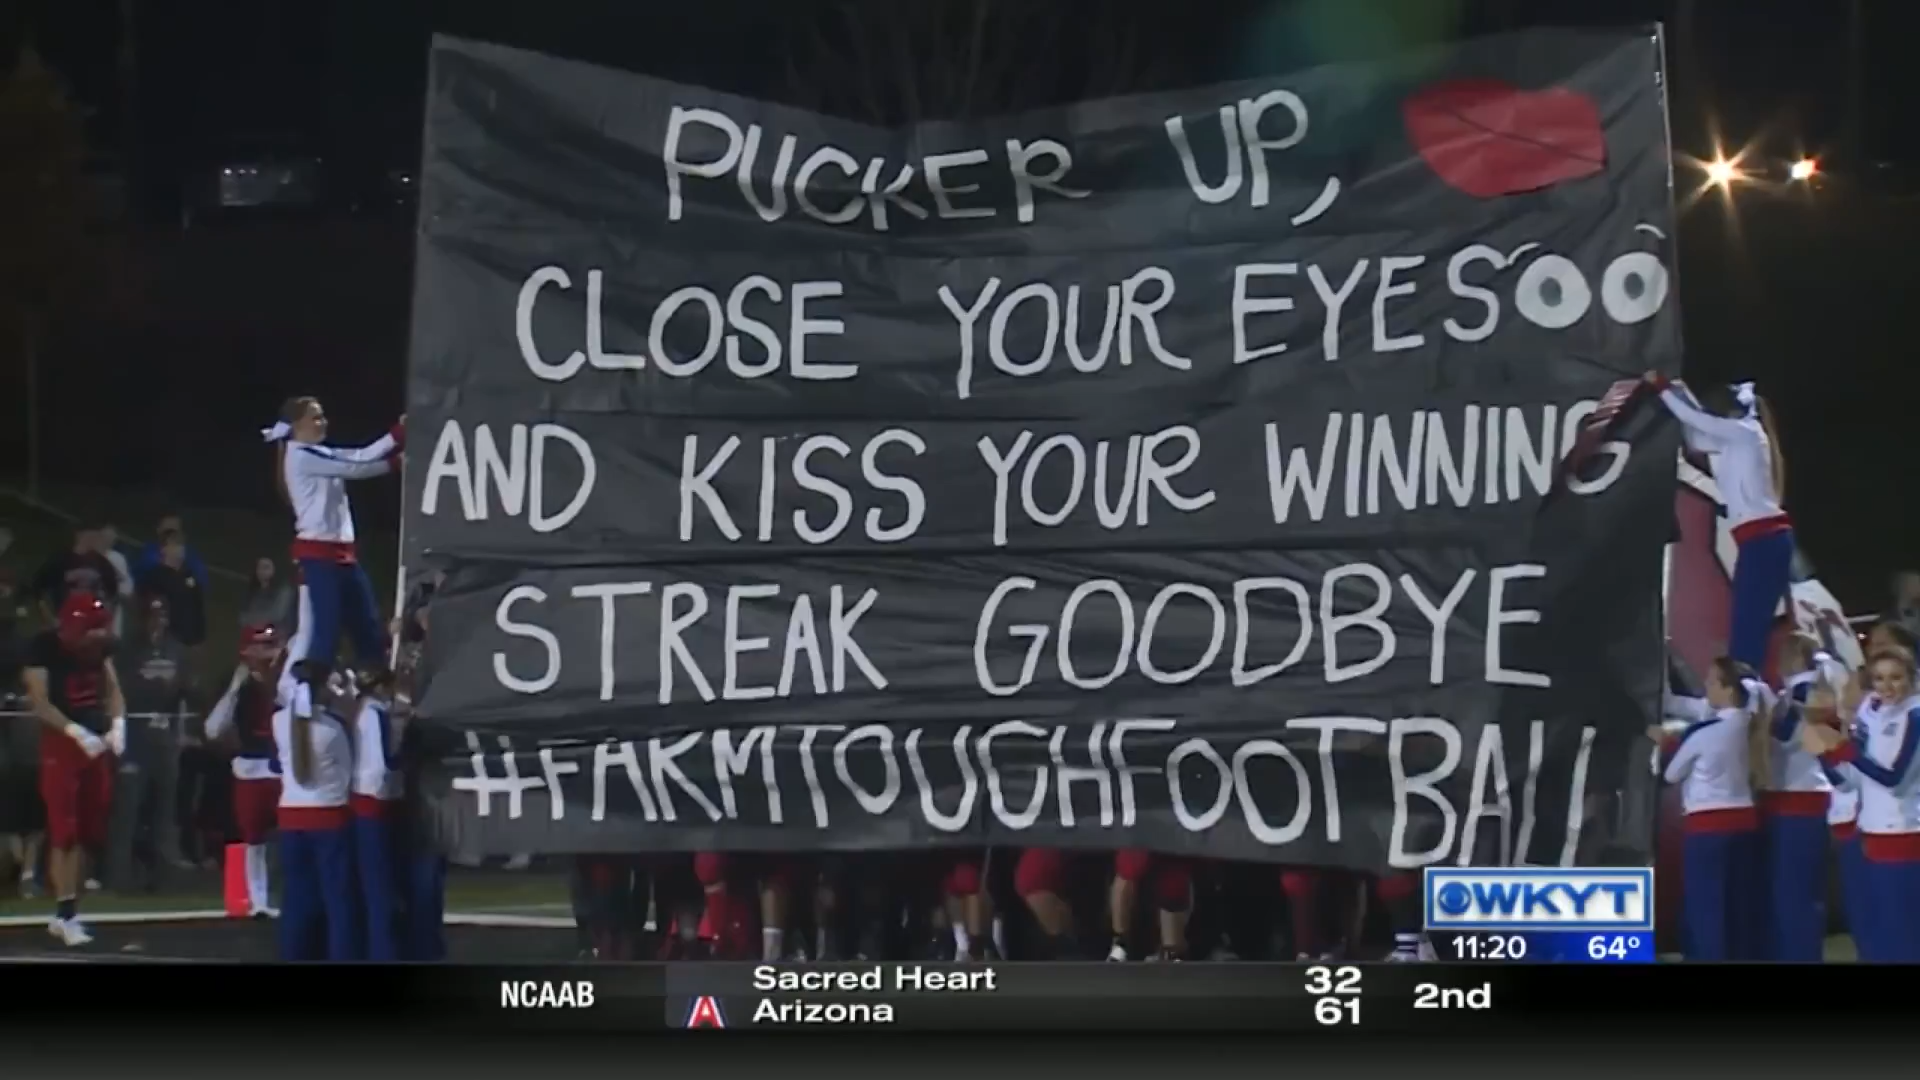 PUCKER UP,
CLOSE YOUR EYES
AND KISS YOUR WINNING
STREAK GOODBYE
#FARMTOUGHFOOTBALL
WKYT
11:20 64°
NCAAB
Sacred Heart 32
A Arizona 61
2nd